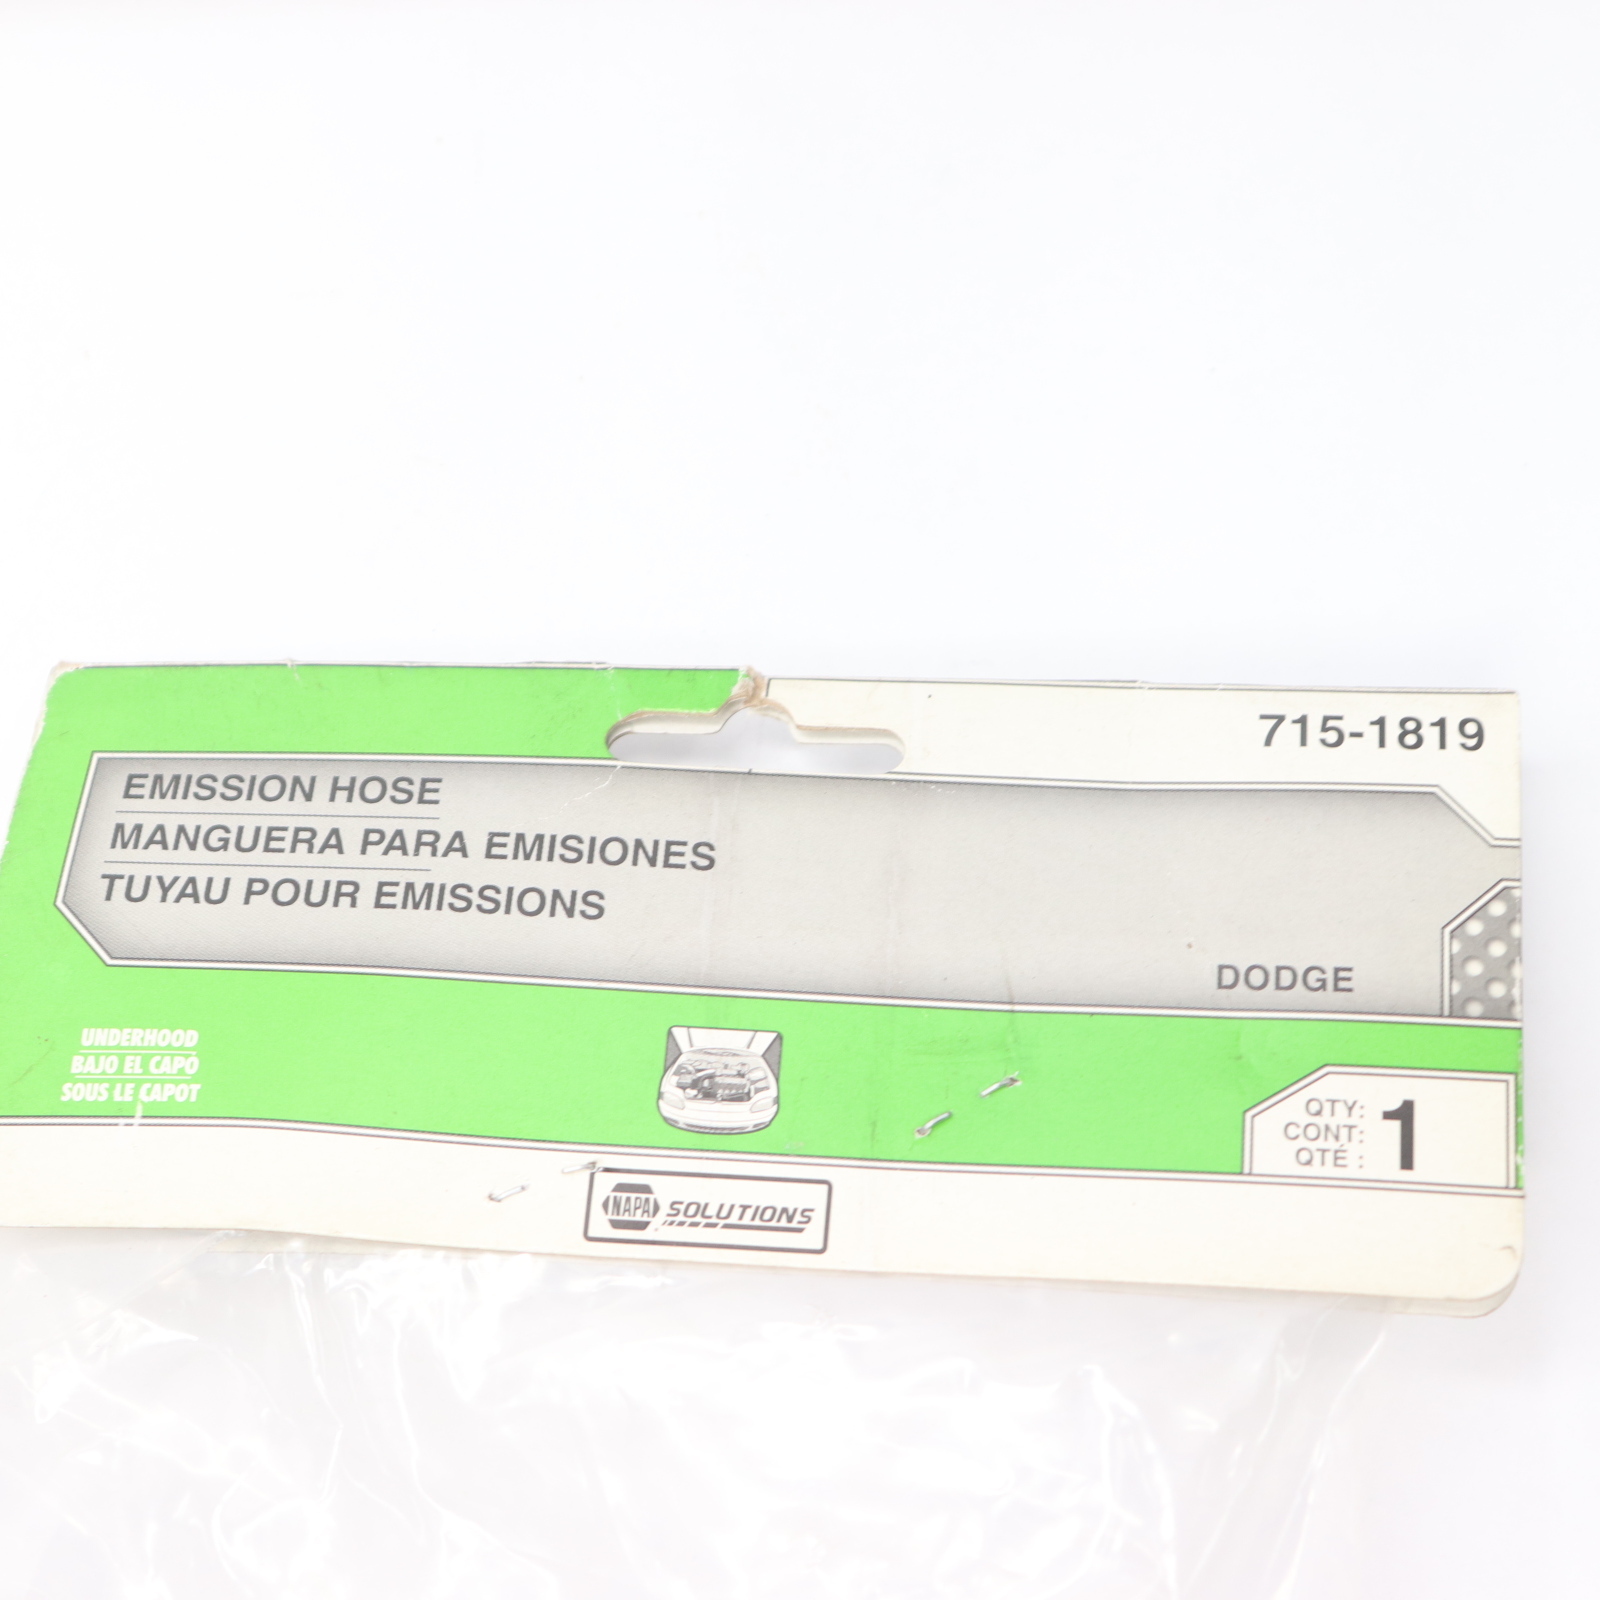 715-1819
EMISSION HOSE
MANGUERA PARA EMISIONES
TUYAU POUR EMISSIONS
DODGE
UNDERHOOD
BAJO EL CAPÓ
SOUS LE CAPOT
QTY: 1
CONT:
QTÉ :
NAPA SOLUTIONS